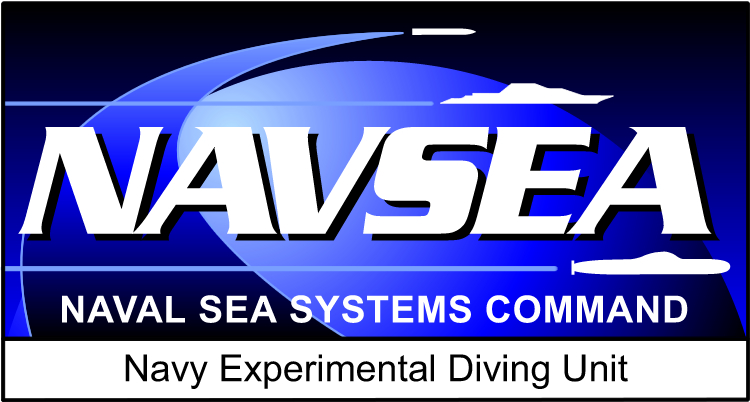 NAVSEA
NAVAL SEA SYSTEMS COMMAND
Navy Experimental Diving Unit